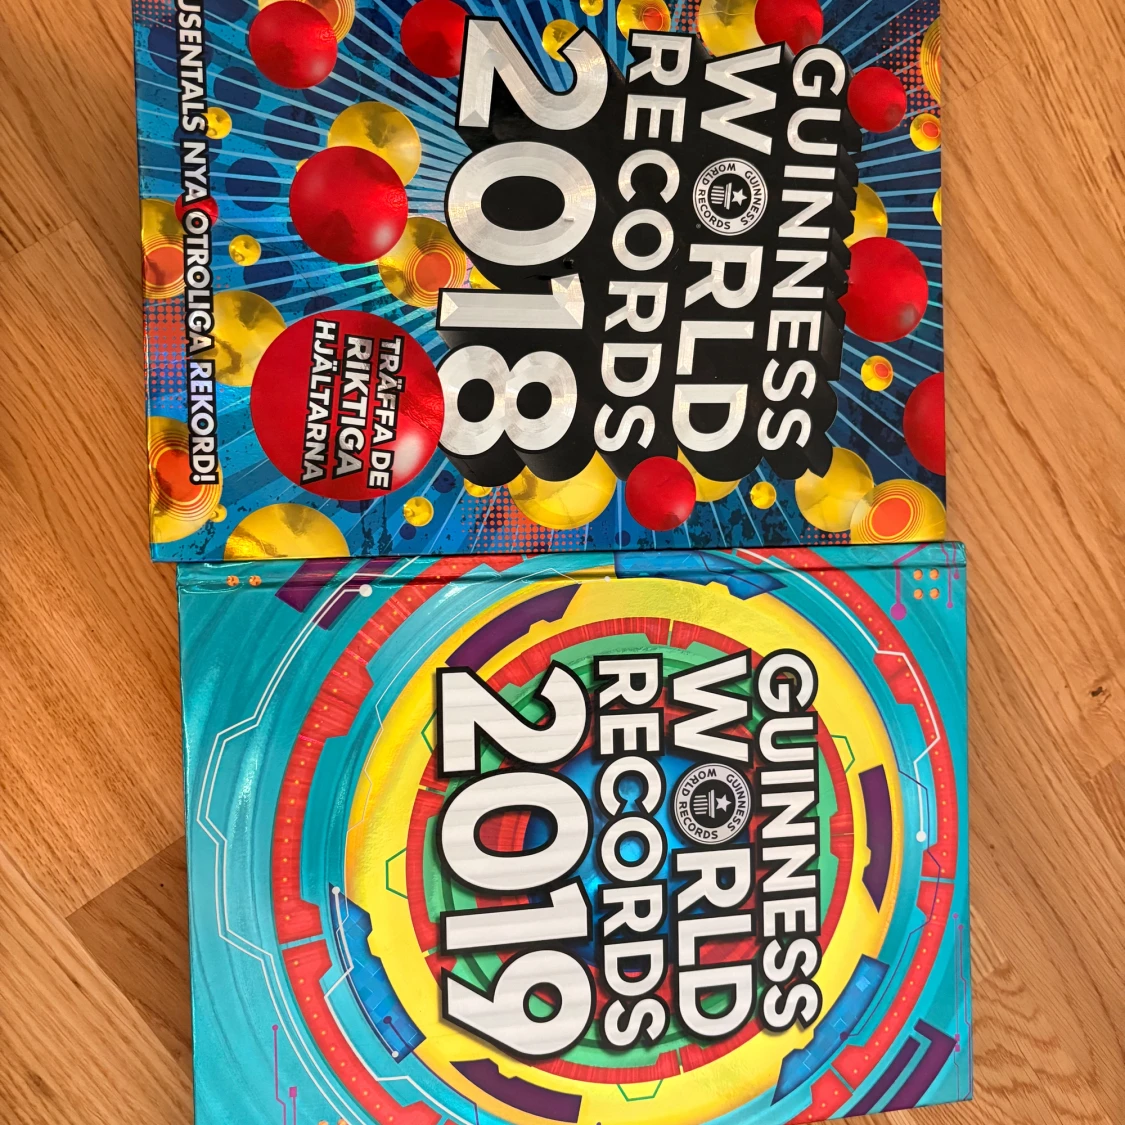 GUINNESS
WORLD
RECORDS
2018
GUINNESS WORLD RECORDS
TRÄFFA DE
RIKTIGA
HJÄLTARNA
NYA OTROLIGA REKORD!
GUINNESS
WORLD
RECORDS
2019
GUINNESS WORLD RECORDS